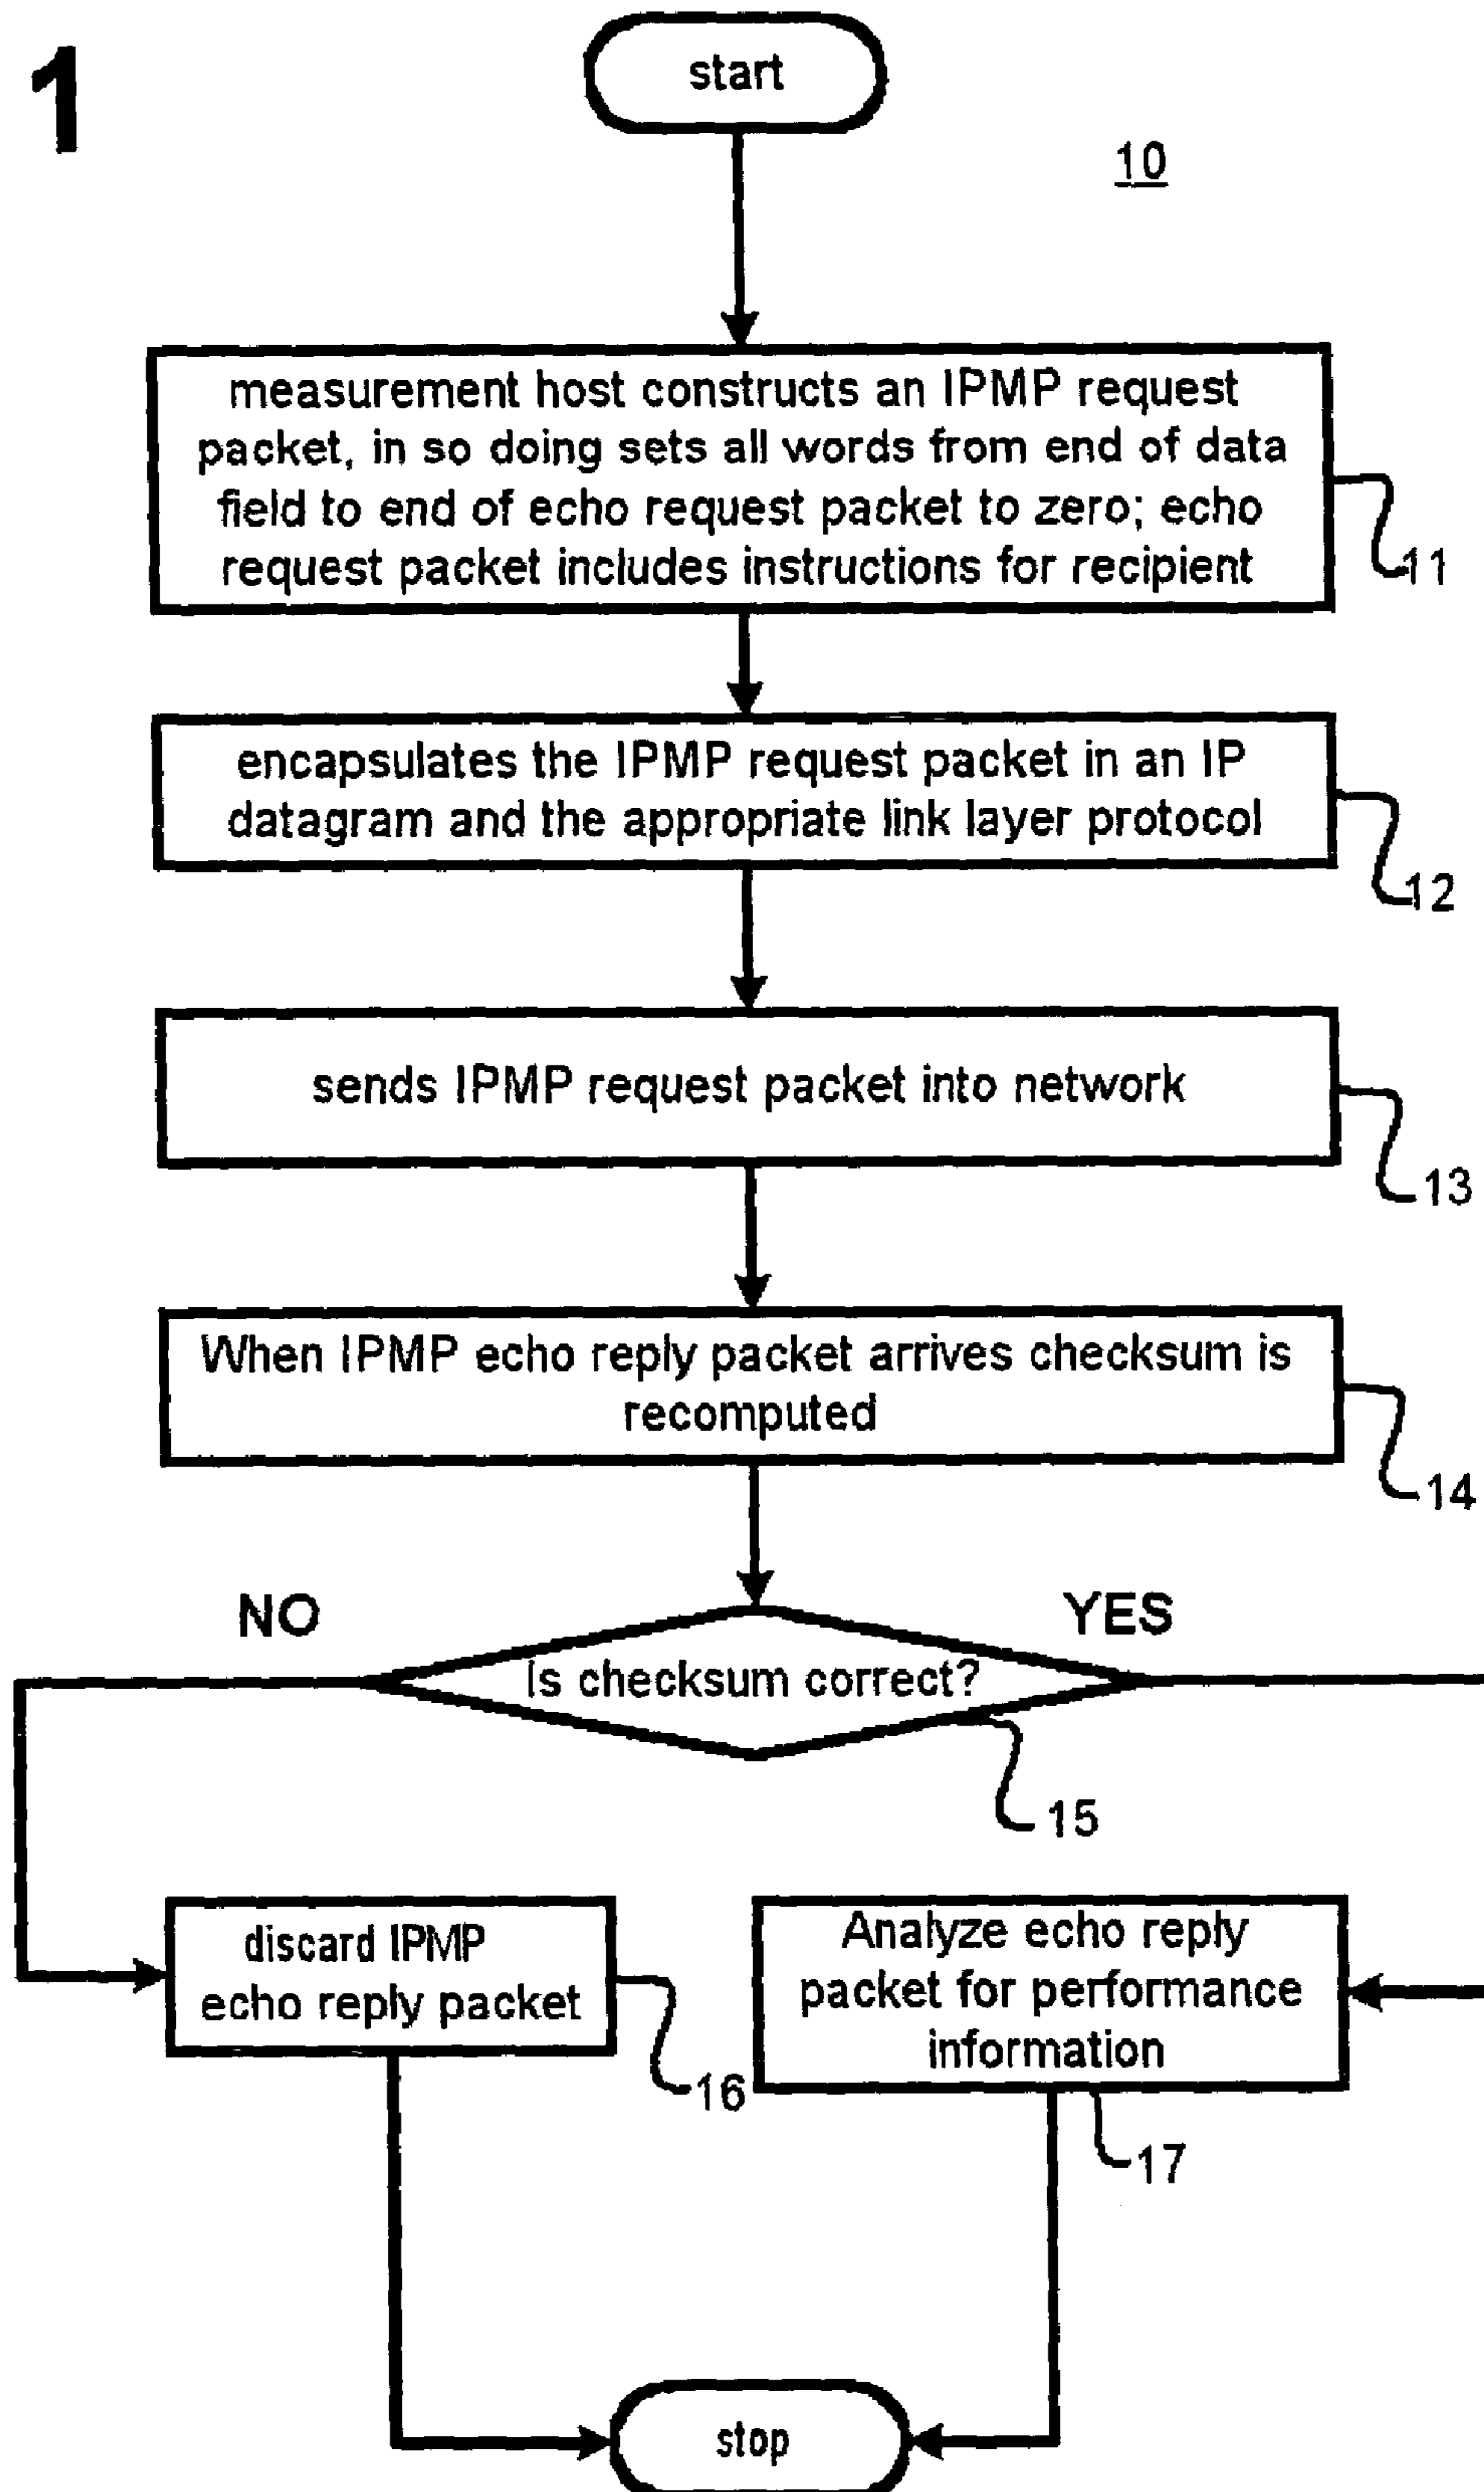 1
start
10
measurement host constructs an IPMP request
packet, in so doing sets all words from end of data
field to end of echo request packet to zero; echo
request packet includes instructions for recipient
11
encapsulates the IPMP request packet in an IP
datagram and the appropriate link layer protocol
12
sends IPMP request packet into network
13
When IPMP echo reply packet arrives checksum is
recomputed
14
NO
YES
Is checksum correct?
15
discard IPMP
echo reply packet
16
Analyze echo reply
packet for performance
information
17
stop